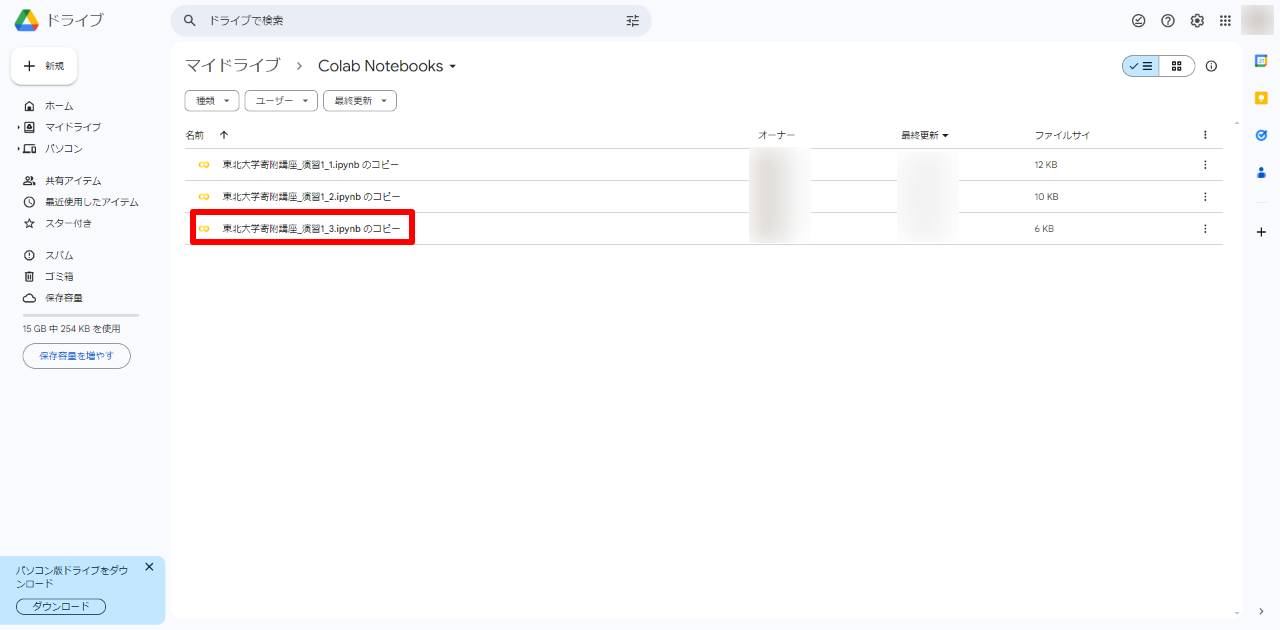 ドライブ
ドライブで検索
新規
ホーム
マイドライブ
パソコン
共有アイテム
最近使用したアイテム
スター付き
スパム
ゴミ箱
保存容量
15 GB 中 254 KB を使用
保存容量を増やす
パソコン版ドライブをダウ
ンロード
ダウンロード
マイドライブ > Colab Notebooks
種類 ユーザー 最終更新
名前 オーナー 最終更新 ファイルサイ
東北大学寄附講座_演習1_1.ipynb のコピー 12 KB
東北大学寄附講座_演習1_2.ipynb のコピー 10 KB
東北大学寄附講座_演習1_3.ipynb のコピー 6 KB